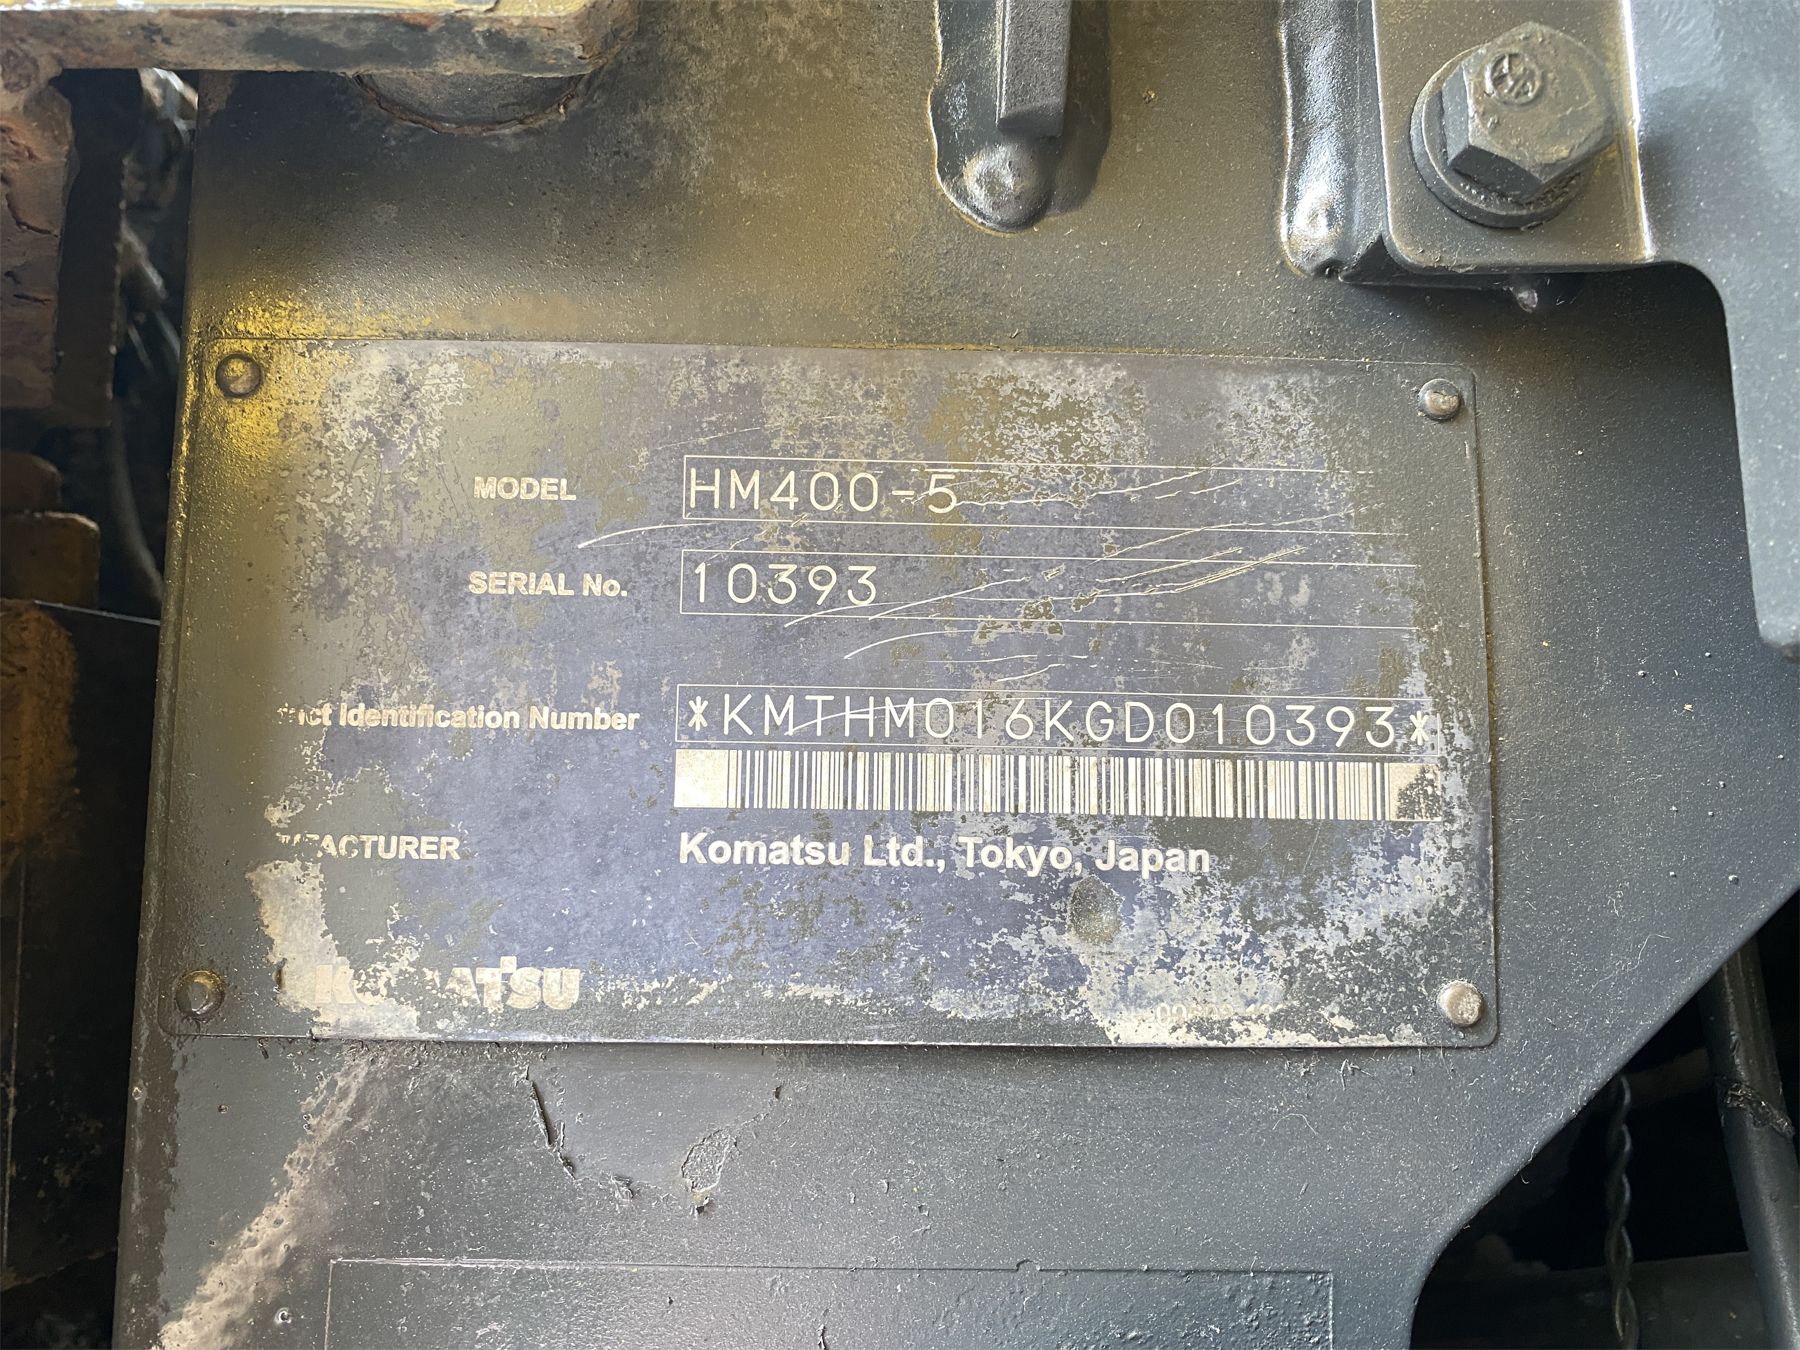 MODEL HM400-5
SERIAL No. 10393
Identification Number *KMTHM016KGD010393*
Komatsu Ltd., Tokyo, Japan